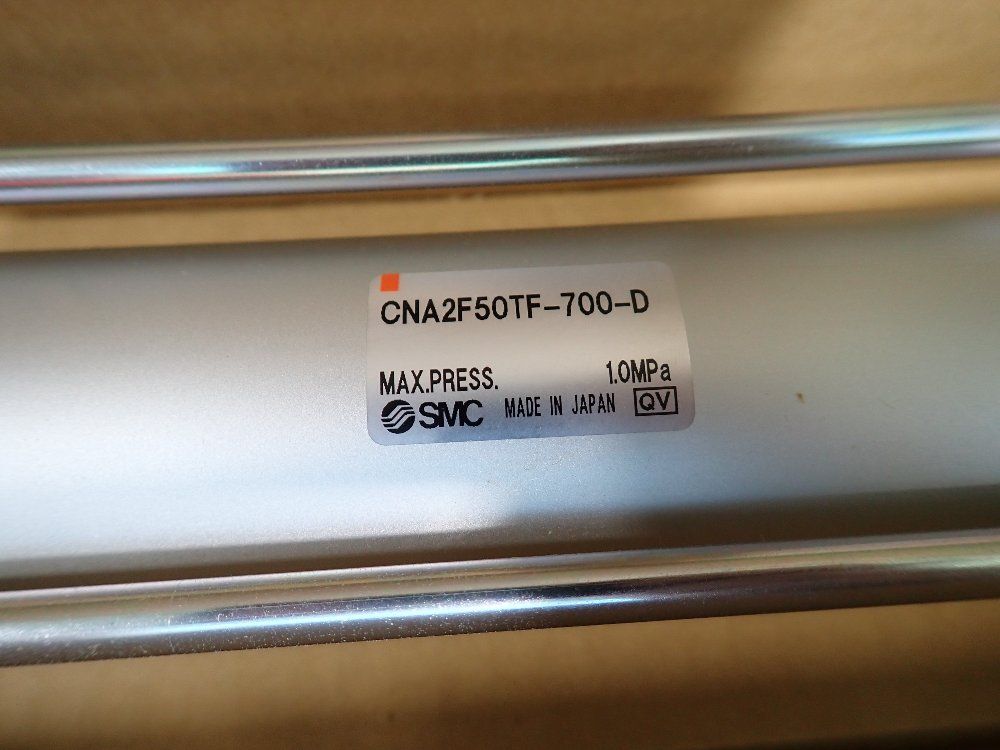 CNA2F50TF-700-D
MAX.PRESS. 1.0MPa
SMC MADE IN JAPAN QV